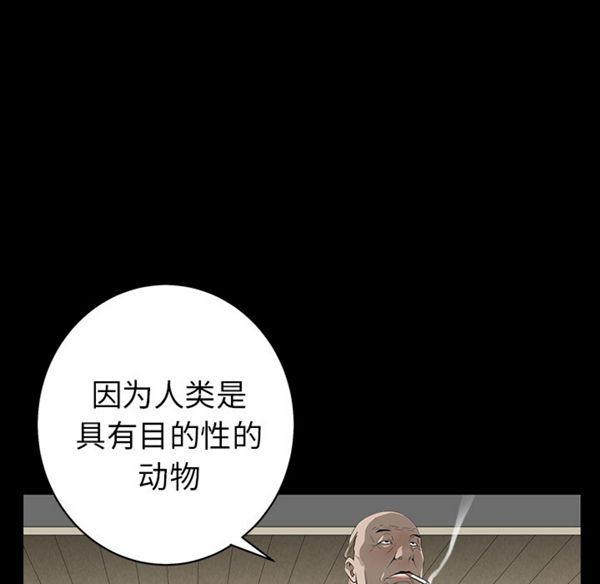 因为人类是
具有目的性的
动物